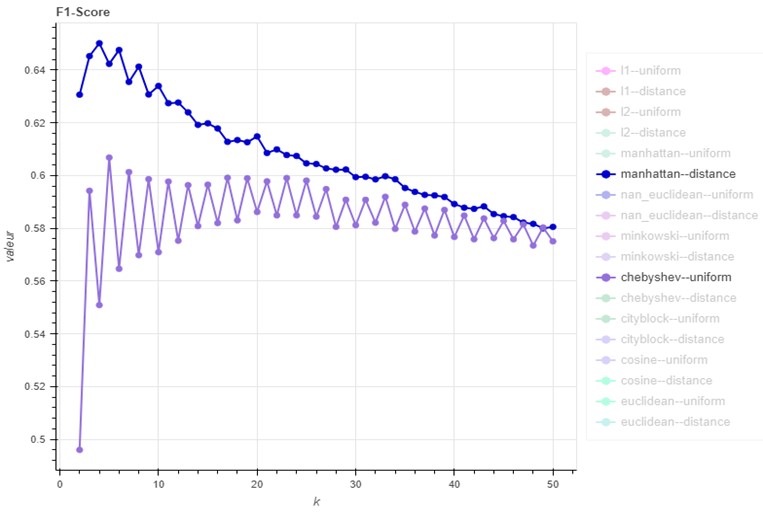 F1-Score
0.64
0.62
0.6
0.58
0.56
0.54
0.52
0.5
valeur
0 10 20 30 40 50
k
l1--uniform
l1--distance
l2--uniform
l2--distance
manhattan--uniform
manhattan--distance
nan_euclidean--uniform
nan_euclidean--distance
minkowski--uniform
minkowski--distance
chebyshev--uniform
chebyshev--distance
cityblock--uniform
cityblock--distance
cosine--uniform
cosine--distance
euclidean--uniform
euclidean--distance